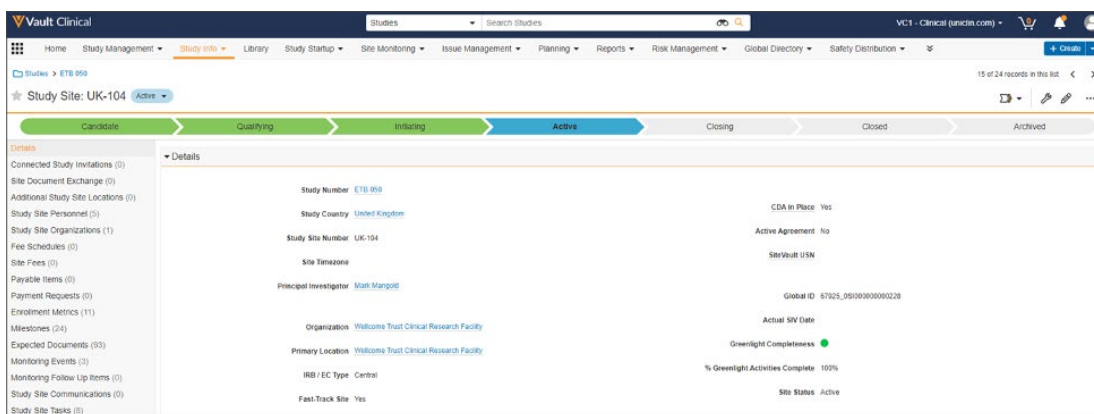 Vault Clinical
Studies
Search Studies
VC1 - Clinical (uniclin.com)
Home Study Management Study Info Library Study Startup Site Monitoring Issue Management Planning Reports Risk Management Global Directory Safety Distribution + Create
Studies > ETB 050
15 of 24 records in this list
Study Site: UK-104 Active
Candidate Qualifying Initiating Active Closing Closed Archived
Details
Connected Study Invitations (0)
Site Document Exchange (0)
Additional Study Site Locations (0)
Study Site Personnel (5)
Study Site Organizations (1)
Fee Schedules (0)
Site Fees (0)
Payable Items (0)
Payment Requests (0)
Enrollment Metrics (11)
Milestones (24)
Expected Documents (93)
Monitoring Events (3)
Monitoring Follow Up Items (0)
Study Site Communications (0)
Study Site Tasks (8)
Details
Study Number ETB 050
Study Country United Kingdom
Study Site Number UK-104
Site Timezone
Principal Investigator Mark Mangold
Organization Wellcome Trust Clinical Research Facility
Primary Location Wellcome Trust Clinical Research Facility
IRB / EC Type Central
Fast-Track Site Yes
CDA in Place Yes
Active Agreement No
SiteVault USN
Global ID 67925_0SI000000000228
Actual SIV Date
Greenlight Completeness
% Greenlight Activities Complete 100%
Site Status Active